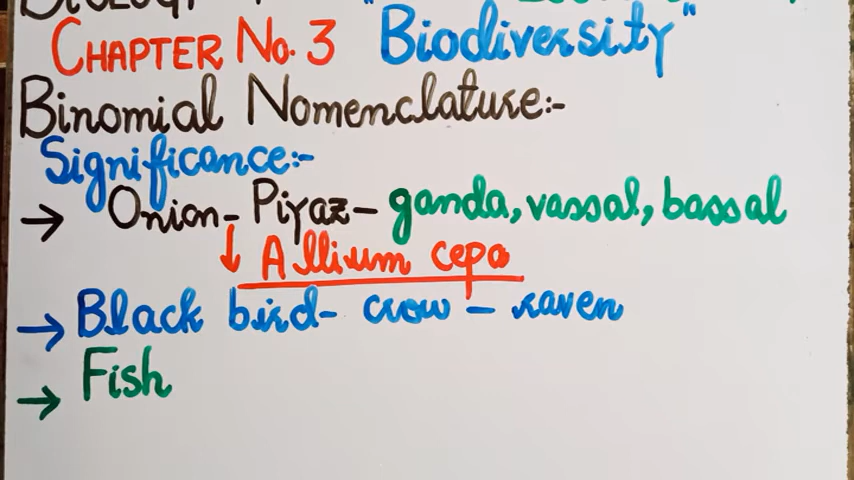 CHAPTER No. 3 "Biodiversity"
Binomial Nomenclature:-
Significance:-
→ Onion- Piyaz- ganda, vassal, bassal
↓ Allium cepa
→ Black bird- crow - raven
→ Fish